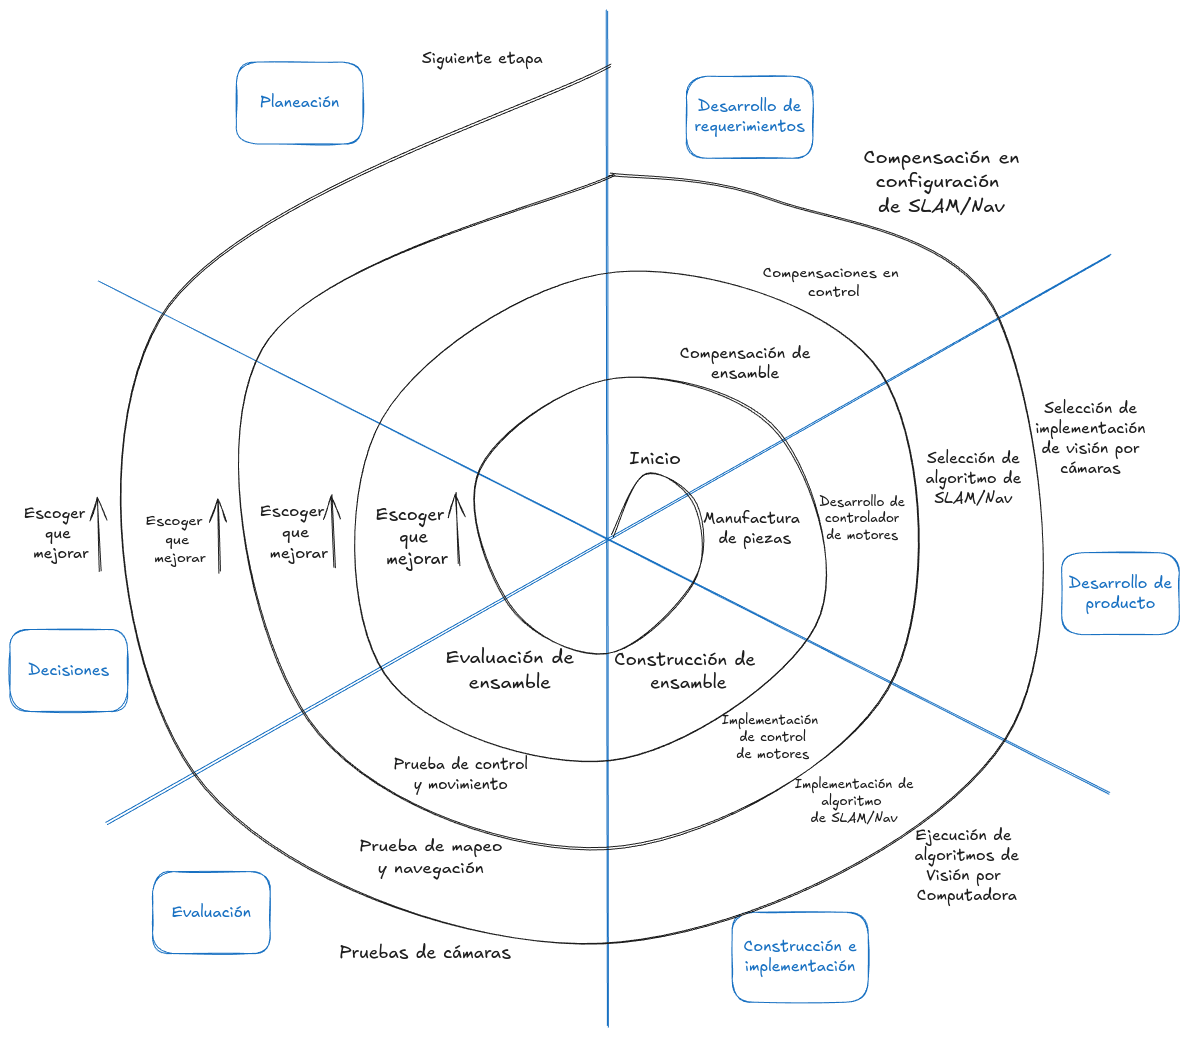 Siguiente etapa
Planeación
Desarrollo de
requerimientos
Compensación en
configuración
de SLAM/Nav
Compensaciones en
control
Compensación de
ensamble
Inicio
Selección de
implementación
de visión por
cámaras
Selección de
algoritmo de
SLAM/Nav
Desarrollo de
controlador
de motores
Manufactura
de piezas
Escoger
que
mejorar
Escoger
que
mejorar
Escoger
que
mejorar
Escoger
que
mejorar
Desarrollo de
producto
Decisiones
Evaluación de
ensamble
Construcción de
ensamble
Implementación
de control
de motores
Prueba de control
y movimiento
Implementación de
algoritmo
de SLAM/Nav
Prueba de mapeo
y navegación
Ejecución de
algoritmos de
Visión por
Computadora
Evaluación
Pruebas de cámaras
Construcción e
implementación